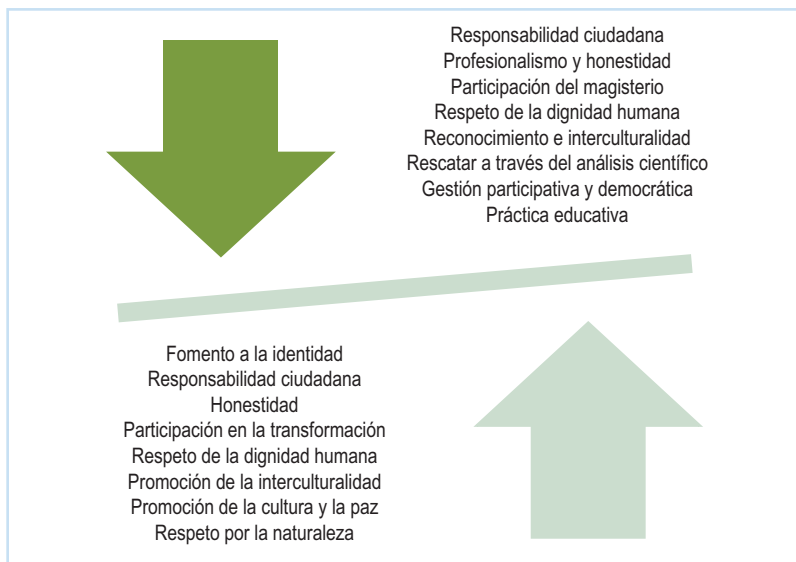 Responsabilidad ciudadana
Profesionalismo y honestidad
Participación del magisterio
Respeto de la dignidad humana
Reconocimiento e interculturalidad
Rescatar a través del análisis científico
Gestión participativa y democrática
Práctica educativa
Fomento a la identidad
Responsabilidad ciudadana
Honestidad
Participación en la transformación
Respeto de la dignidad humana
Promoción de la interculturalidad
Promoción de la cultura y la paz
Respeto por la naturaleza